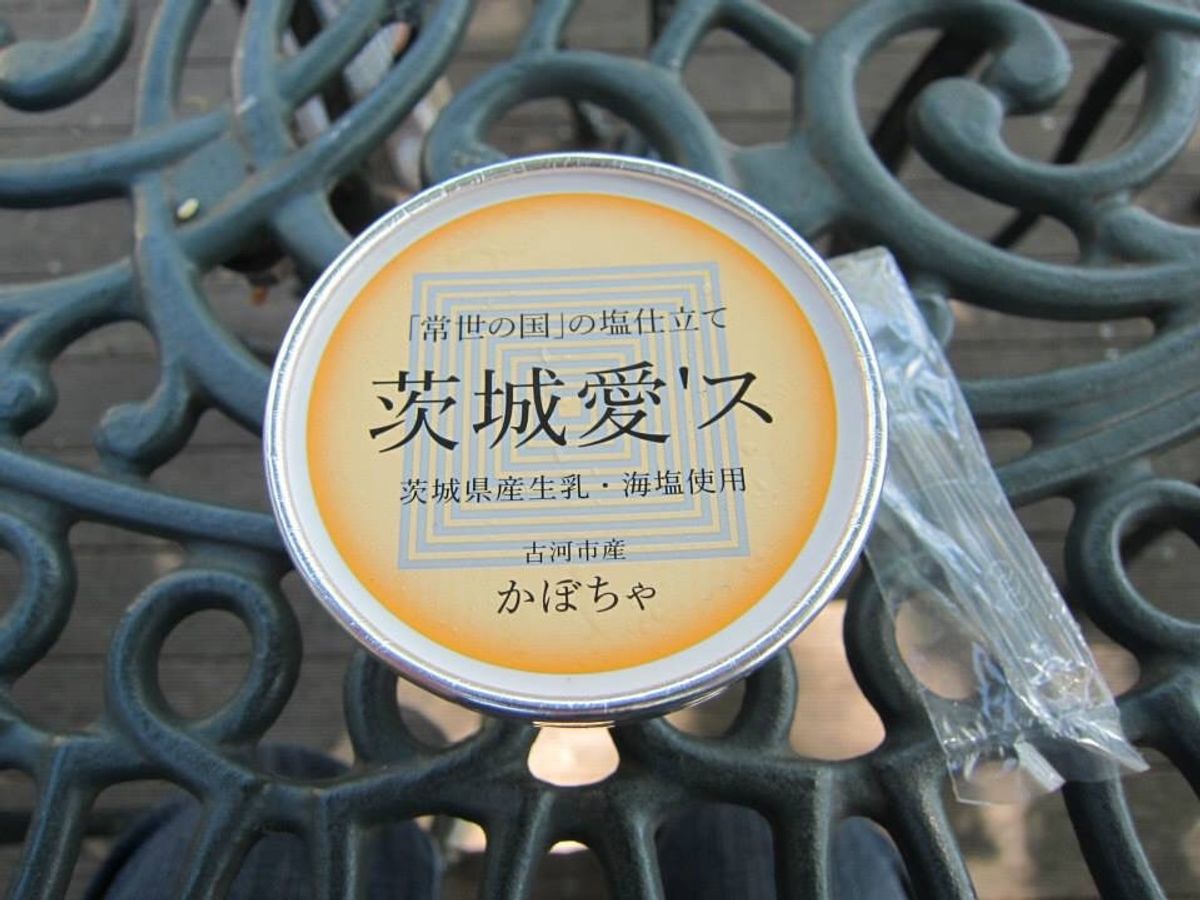 「常世の国」の塩仕立て
茨城愛'ス
茨城県産生乳・海塩使用
古河市産
かぼちゃ